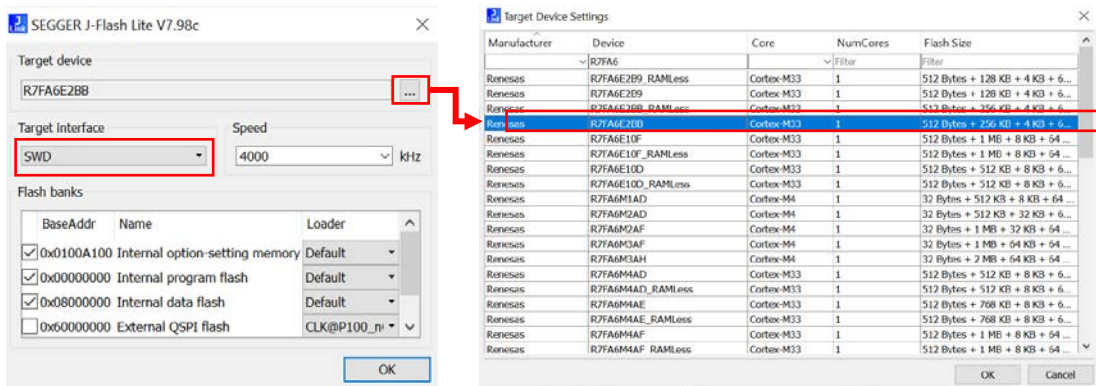 SEGGER J-Flash Lite V7.98c
Target device
R7FA6E2BB
...
Target interface
Speed
SWD
4000
kHz
Flash banks
BaseAddr Name Loader
0x0100A100 Internal option-setting memory Default
0x00000000 Internal program flash Default
0x08000000 Internal data flash Default
0x60000000 External QSPI flash CLK@P100_n
OK
Target Device Settings
Manufacturer Device Core NumCores Flash Size
R7FA6 Filter Filter
Renesas R7FA6E2B9_RAMLess Cortex-M33 1 512 Bytes + 128 KB + 4 KB + 6...
Renesas R7FA6E2B9 Cortex-M33 1 512 Bytes + 128 KB + 4 KB + 6...
Renesas R7FA6E2BB_RAMLess Cortex-M33 1 512 Bytes + 256 KB + 4 KB + 6...
Renesas R7FA6E2BB Cortex-M33 1 512 Bytes + 256 KB + 4 KB + 6...
Renesas R7FA6E10F Cortex-M33 1 512 Bytes + 1 MB + 8 KB + 64 ...
Renesas R7FA6E10F_RAMLess Cortex-M33 1 512 Bytes + 1 MB + 8 KB + 64 ...
Renesas R7FA6E10D Cortex-M33 1 512 Bytes + 512 KB + 8 KB + 6...
Renesas R7FA6E10D_RAMLess Cortex-M33 1 512 Bytes + 512 KB + 8 KB + 6...
Renesas R7FA6M1AD Cortex-M4 1 32 Bytes + 512 KB + 8 KB + 64 ...
Renesas R7FA6M2AD Cortex-M4 1 32 Bytes + 512 KB + 32 KB + 6...
Renesas R7FA6M2AF Cortex-M4 1 32 Bytes + 1 MB + 32 KB + 64 ...
Renesas R7FA6M3AF Cortex-M4 1 32 Bytes + 1 MB + 64 KB + 64 ...
Renesas R7FA6M3AH Cortex-M4 1 32 Bytes + 2 MB + 64 KB + 64 ...
Renesas R7FA6M4AD Cortex-M33 1 512 Bytes + 512 KB + 8 KB + 6...
Renesas R7FA6M4AD_RAMLess Cortex-M33 1 512 Bytes + 512 KB + 8 KB + 6...
Renesas R7FA6M4AE Cortex-M33 1 512 Bytes + 768 KB + 8 KB + 6...
Renesas R7FA6M4AE_RAMLess Cortex-M33 1 512 Bytes + 768 KB + 8 KB + 6...
Renesas R7FA6M4AF Cortex-M33 1 512 Bytes + 1 MB + 8 KB + 64 ...
Renesas R7FA6M4AF_RAMLess Cortex-M33 1 512 Bytes + 1 MB + 8 KB + 64 ...
OK Cancel